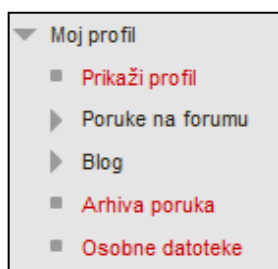 Moj profil
Prikaži profil
Poruke na forumu
Blog
Arhiva poruka
Osobne datoteke